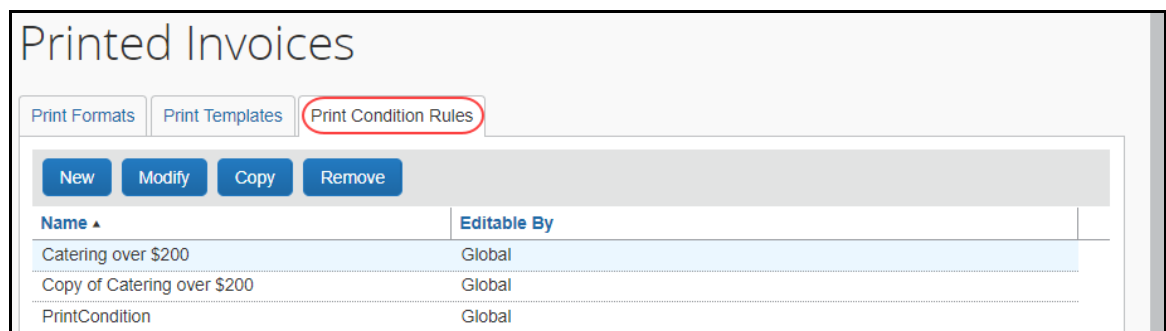 Printed Invoices
Print Formats Print Templates Print Condition Rules
New Modify Copy Remove
Name Editable By
Catering over $200 Global
Copy of Catering over $200 Global
PrintCondition Global